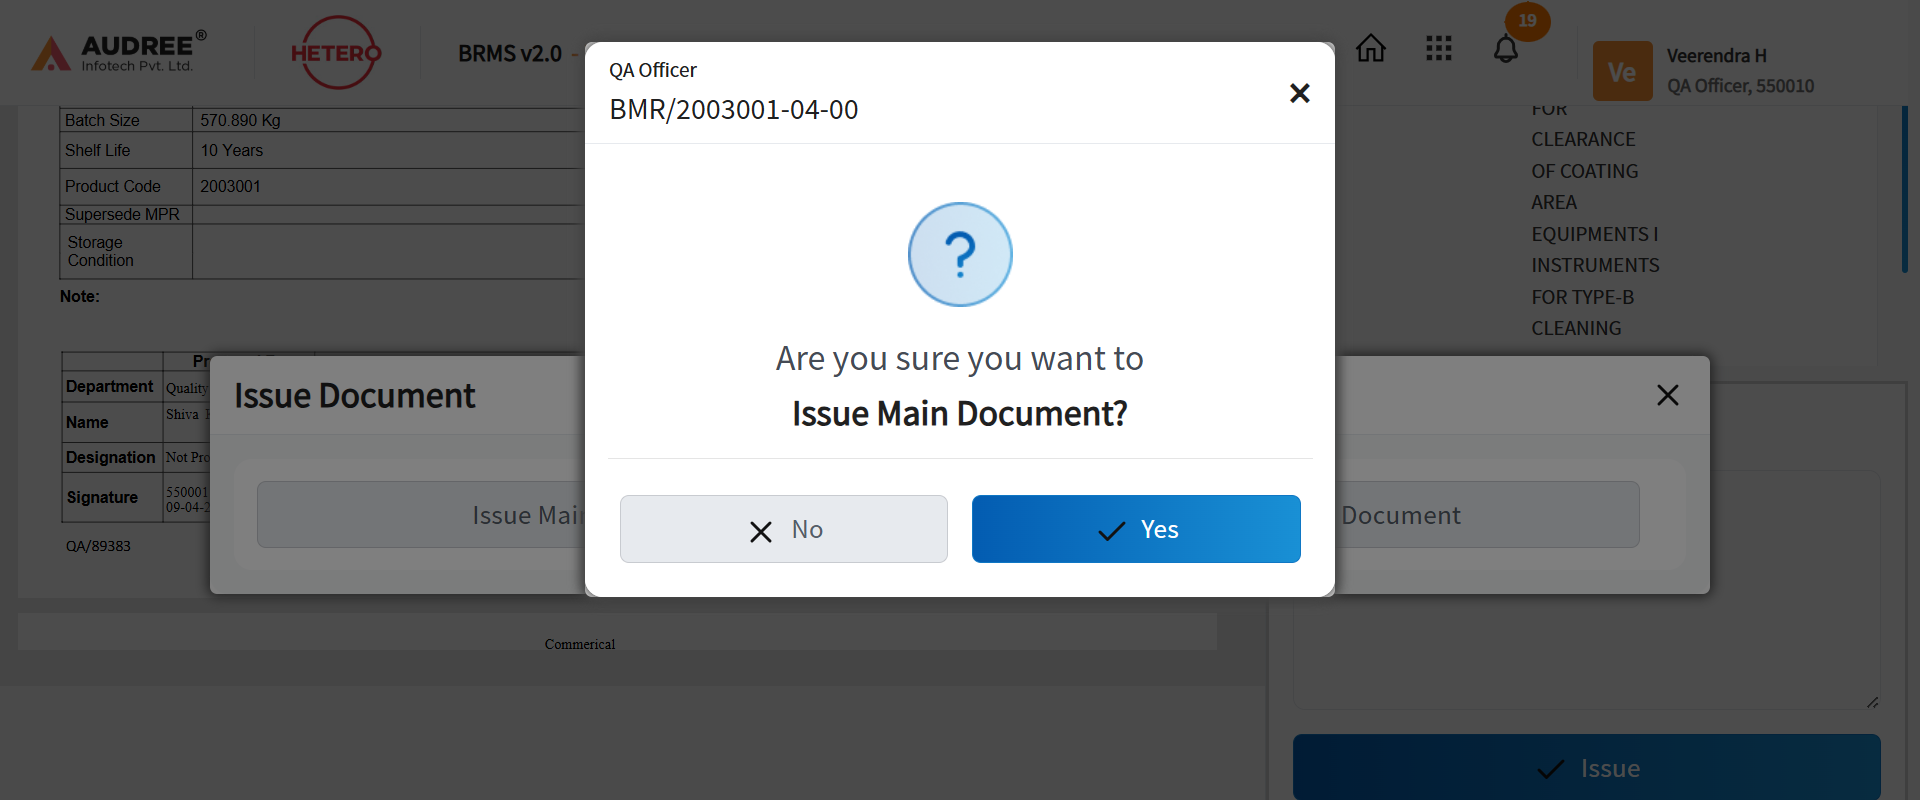 AUDREE®
Infotech Pvt. Ltd.
HETERO
BRMS v2.0 -
19
Ve
Veerendra H
QA Officer, 550010
QA Officer
BMR/2003001-04-00
Batch Size 570.890 Kg
Shelf Life 10 Years
Product Code 2003001
Supersede MPR
Storage
Condition
Note:
FOR
CLEARANCE
OF COATING
AREA
EQUIPMENTS I
INSTRUMENTS
FOR TYPE-B
CLEANING
Are you sure you want to
Issue Main Document?
No
Yes
Issue Document
Issue Mai
Document
Pr
Department Quality
Name Shiva
Designation Not Pro
Signature 550001
09-04-2
QA/89383
Commerical
Issue